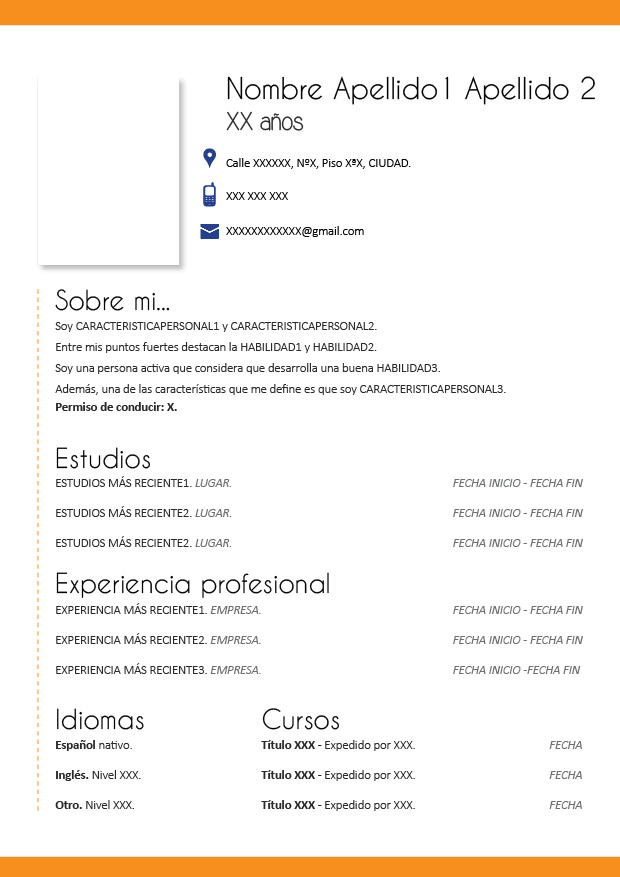 Nombre Apellido1 Apellido 2
XX años
Calle XXXXXX, NºX, Piso XªX, CIUDAD.
XXX XXX XXX
XXXXXXXXXXXX@gmail.com
Sobre mi...
Soy CARACTERISTICAPERSONAL1 y CARACTERISTICAPERSONAL2.
Entre mis puntos fuertes destacan la HABILIDAD1 y HABILIDAD2.
Soy una persona activa que considera que desarrolla una buena HABILIDAD3.
Además, una de las características que me define es que soy CARACTERISTICAPERSONAL3.
Permiso de conducir: X.
Estudios
ESTUDIOS MÁS RECIENTE1. LUGAR. FECHA INICIO - FECHA FIN
ESTUDIOS MÁS RECIENTE2. LUGAR. FECHA INICIO - FECHA FIN
ESTUDIOS MÁS RECIENTE2. LUGAR. FECHA INICIO - FECHA FIN
Experiencia profesional
EXPERIENCIA MÁS RECIENTE1. EMPRESA. FECHA INICIO - FECHA FIN
EXPERIENCIA MÁS RECIENTE2. EMPRESA. FECHA INICIO - FECHA FIN
EXPERIENCIA MÁS RECIENTE3. EMPRESA. FECHA INICIO -FECHA FIN
Idiomas
Español nativo.
Inglés. Nivel XXX.
Otro. Nivel XXX.
Cursos
Título XXX - Expedido por XXX. FECHA
Título XXX - Expedido por XXX. FECHA
Título XXX - Expedido por XXX. FECHA